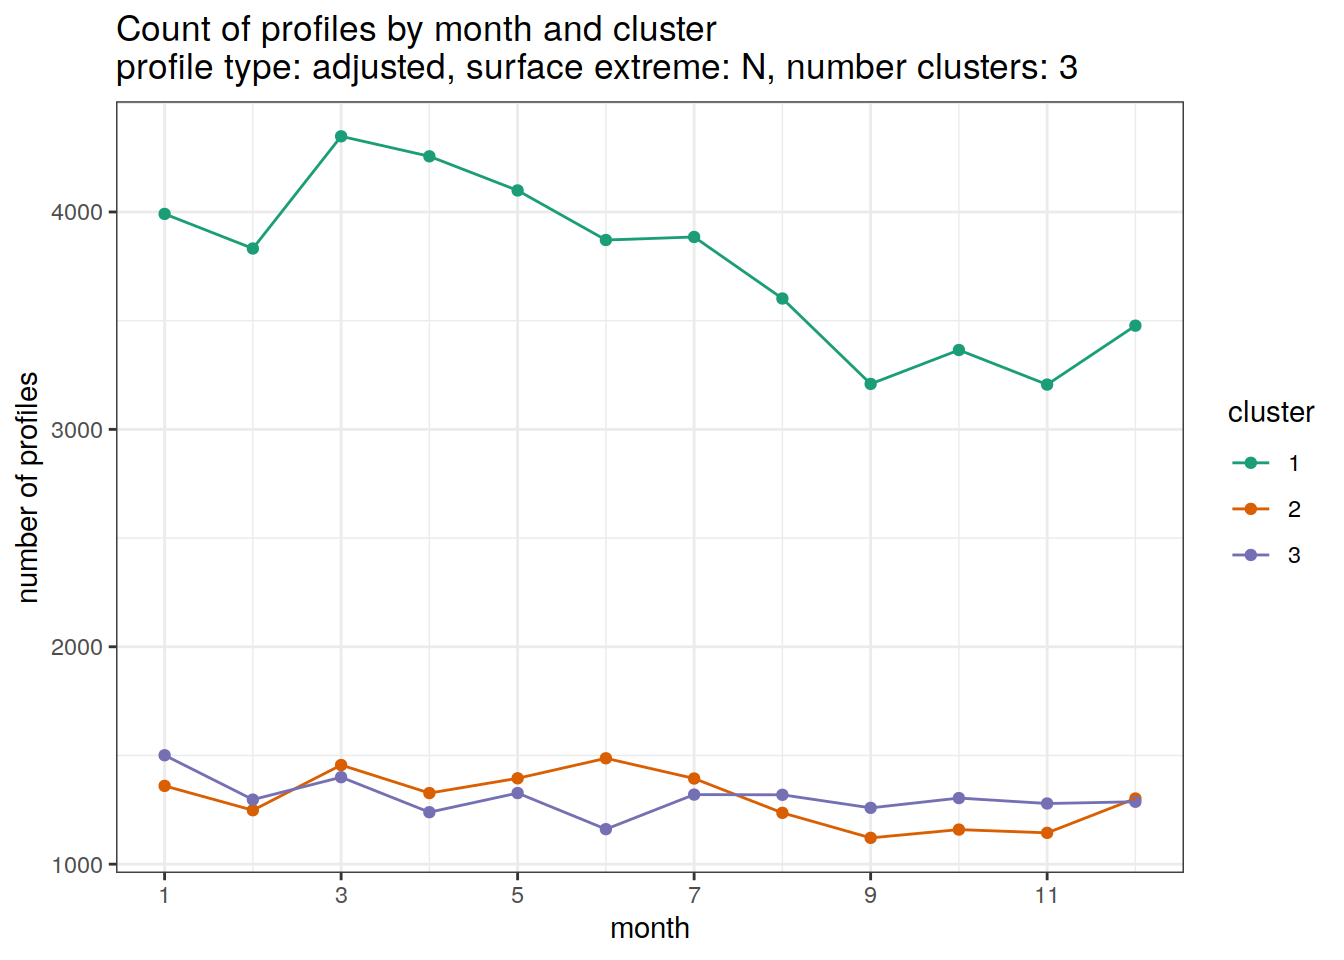 Count of profiles by month and cluster
profile type: adjusted, surface extreme: N, number clusters: 3
number of profiles
4000
3000
2000
1000
1 3 5 7 9 11
month
cluster
1
2
3